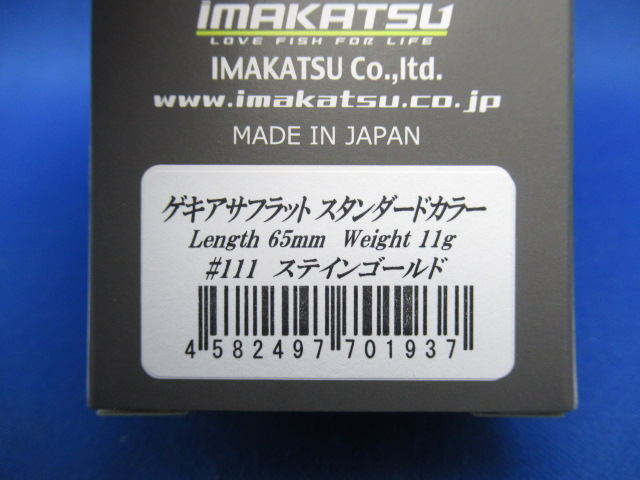 IMAKATSU
LOVE FISH FOR LIFE
IMAKATSU Co.,ltd.
www.imakatsu.co.jp
MADE IN JAPAN
ゲキアサフラット スタンダードカラー
Length 65mm Weight 11g
#111 ステインゴールド
4 582497 701937